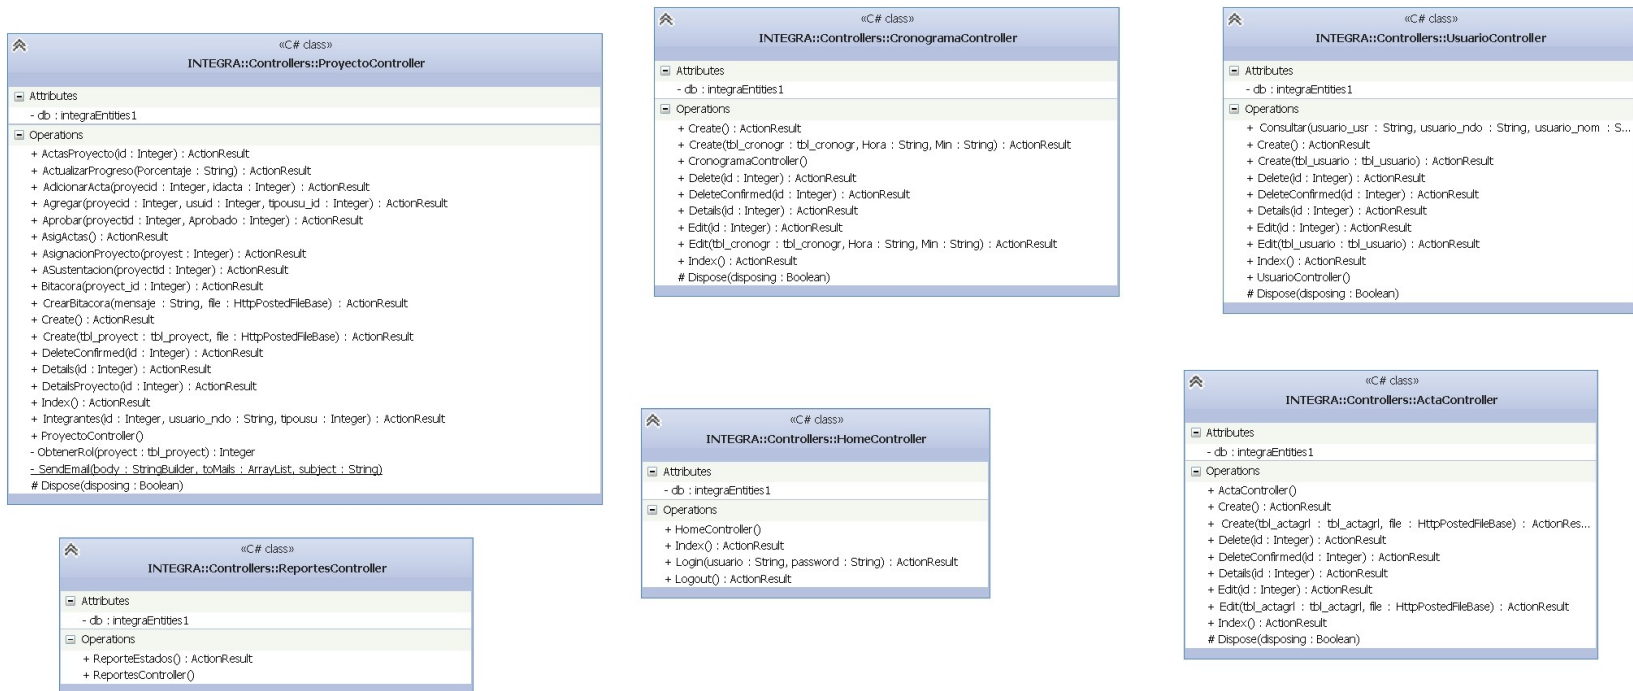 «C# class»
INTEGRA::Controllers::ProyectoController
Attributes
- db : integraEntities1
Operations
+ ActasProyecto(id : Integer) : ActionResult
+ ActualizarProgreso(Porcentaje : String) : ActionResult
+ AdicionarActa(proyecid : Integer, idacta : Integer) : ActionResult
+ Agregar(proyecid : Integer, usuid : Integer, tipousu_id : Integer) : ActionResult
+ Aprobar(proyectid : Integer, Aprobado : Integer) : ActionResult
+ AsigActas() : ActionResult
+ AsignacionProyecto(proyest : Integer) : ActionResult
+ ASustentacion(proyectid : Integer) : ActionResult
+ Bitacora(proyect_id : Integer) : ActionResult
+ CrearBitacora(mensaje : String, file : HttpPostedFileBase) : ActionResult
+ Create() : ActionResult
+ Create(tbl_proyect : tbl_proyect, file : HttpPostedFileBase) : ActionResult
+ DeleteConfirmed(id : Integer) : ActionResult
+ Details(id : Integer) : ActionResult
+ DetailsProyecto(id : Integer) : ActionResult
+ Index() : ActionResult
+ Integrantes(id : Integer, usuario_ndo : String, tipousu : Integer) : ActionResult
+ ProyectoController()
- ObtenerRol(proyect : tbl_proyect) : Integer
- SendEmail(body : StringBuilder, toMails : ArrayList, subject : String)
# Dispose(disposing : Boolean)
«C# class»
INTEGRA::Controllers::CronogramaController
Attributes
- db : integraEntities1
Operations
+ Create() : ActionResult
+ Create(tbl_cronogr : tbl_cronogr, Hora : String, Min : String) : ActionResult
+ CronogramaController()
+ Delete(id : Integer) : ActionResult
+ DeleteConfirmed(id : Integer) : ActionResult
+ Details(id : Integer) : ActionResult
+ Edit(id : Integer) : ActionResult
+ Edit(tbl_cronogr : tbl_cronogr, Hora : String, Min : String) : ActionResult
+ Index() : ActionResult
# Dispose(disposing : Boolean)
«C# class»
INTEGRA::Controllers::UsuarioController
Attributes
- db : integraEntities1
Operations
+ Consultar(usuario_usr : String, usuario_ndo : String, usuario_nom : S...
+ Create() : ActionResult
+ Create(tbl_usuario : tbl_usuario) : ActionResult
+ Delete(id : Integer) : ActionResult
+ DeleteConfirmed(id : Integer) : ActionResult
+ Details(id : Integer) : ActionResult
+ Edit(id : Integer) : ActionResult
+ Edit(tbl_usuario : tbl_usuario) : ActionResult
+ Index() : ActionResult
+ UsuarioController()
# Dispose(disposing : Boolean)
«C# class»
INTEGRA::Controllers::HomeController
Attributes
- db : integraEntities1
Operations
+ HomeController()
+ Index() : ActionResult
+ Login(usuario : String, password : String) : ActionResult
+ Logout() : ActionResult
«C# class»
INTEGRA::Controllers::ActaController
Attributes
- db : integraEntities1
Operations
+ ActaController()
+ Create() : ActionResult
+ Create(tbl_actagrl : tbl_actagrl, file : HttpPostedFileBase) : ActionRes...
+ Delete(id : Integer) : ActionResult
+ DeleteConfirmed(id : Integer) : ActionResult
+ Details(id : Integer) : ActionResult
+ Edit(id : Integer) : ActionResult
+ Edit(tbl_actagrl : tbl_actagrl, file : HttpPostedFileBase) : ActionResult
+ Index() : ActionResult
# Dispose(disposing : Boolean)
«C# class»
INTEGRA::Controllers::ReportesController
Attributes
- db : integraEntities1
Operations
+ ReporteEstados() : ActionResult
+ ReportesController()